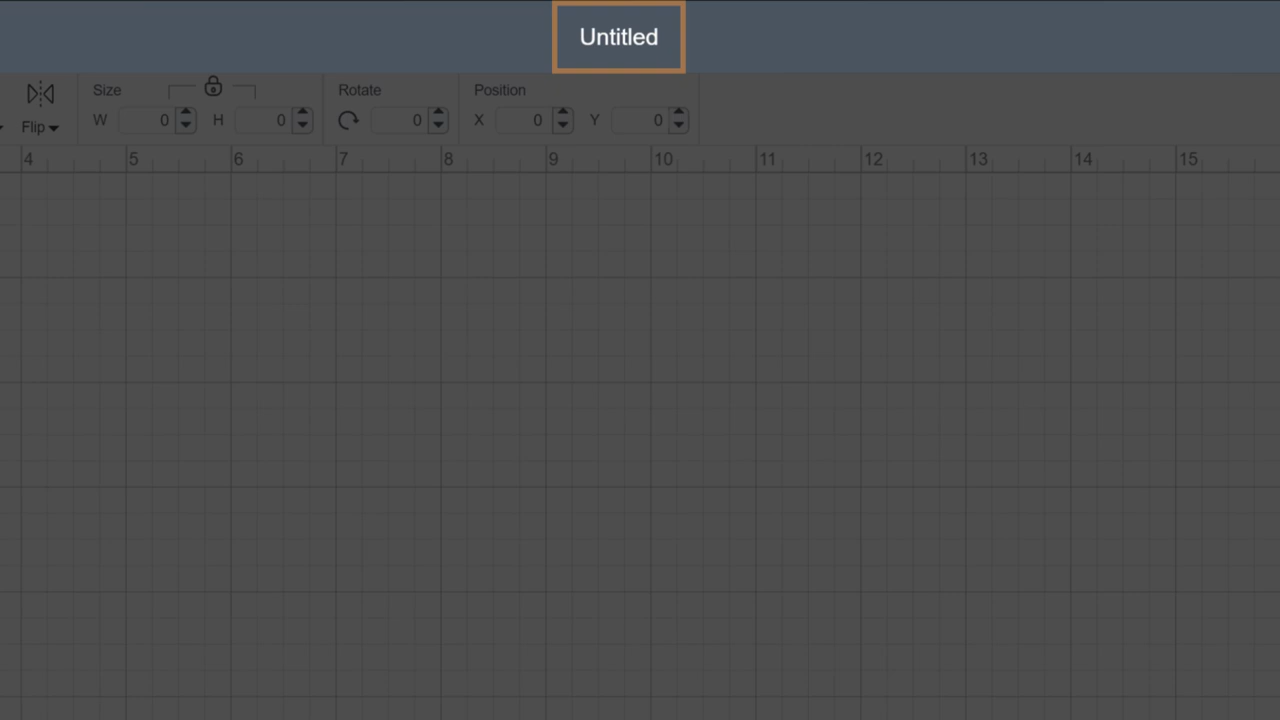 Untitled
Size
Rotate
Position
Flip
W 0 H 0
0
X 0 Y 0
4 5 6 7 8 9 10 11 12 13 14 15